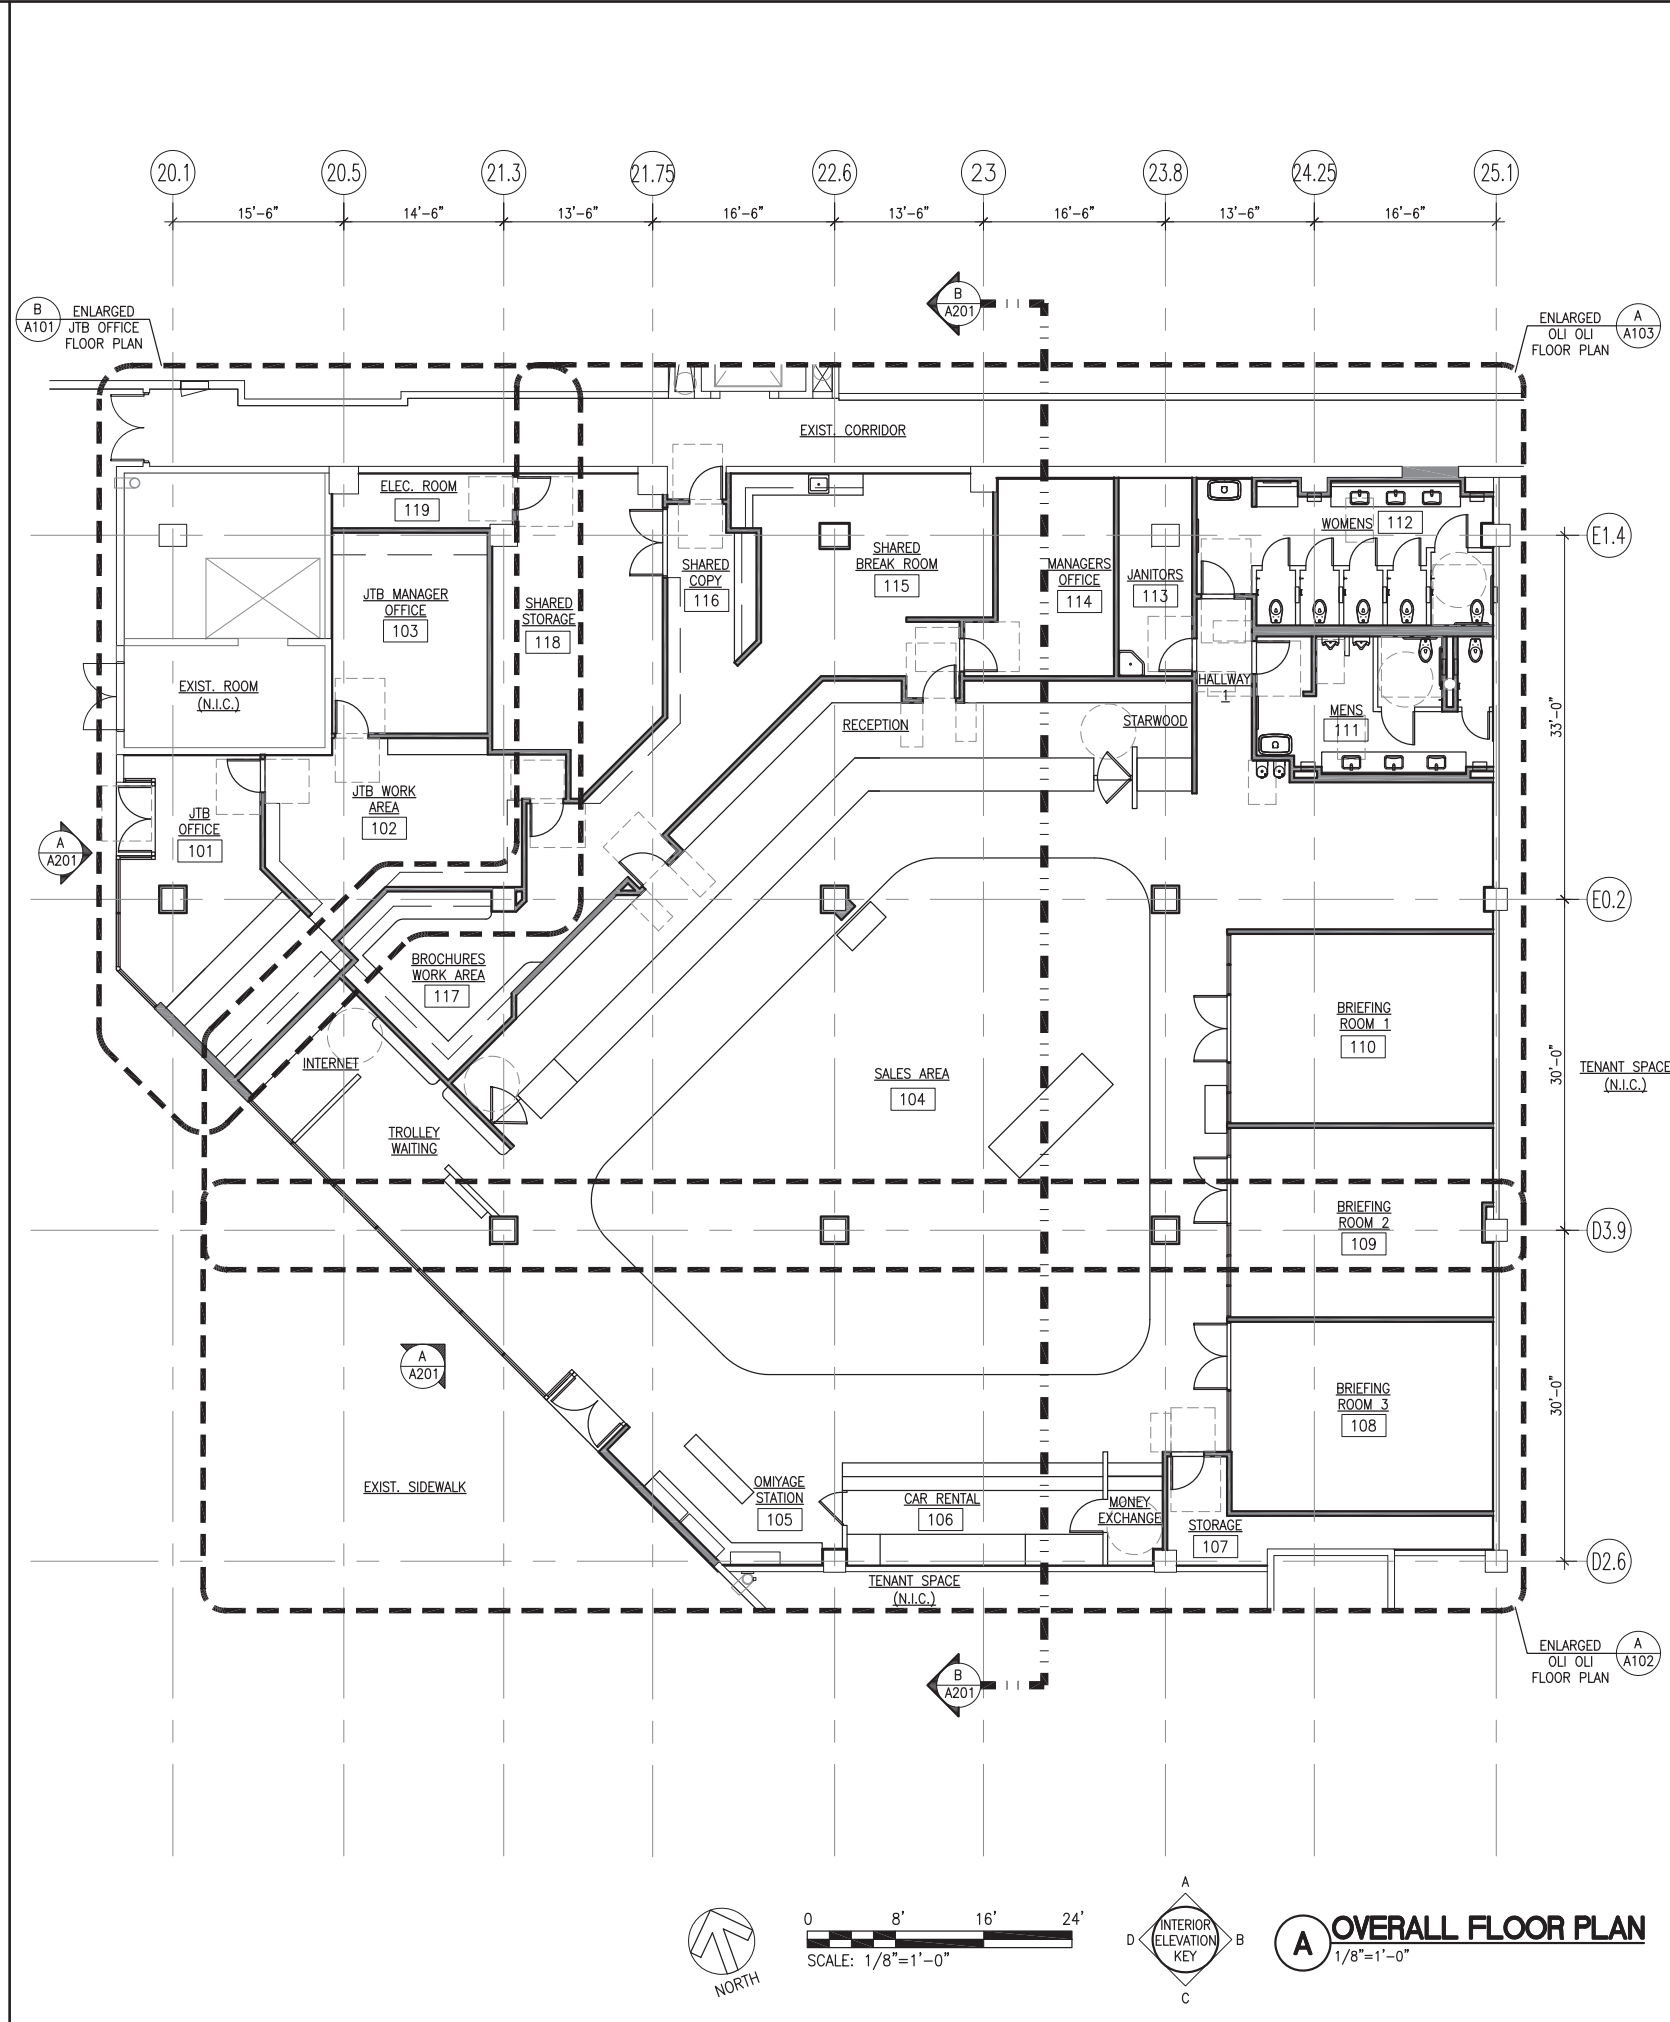 20.1 20.5 21.3 21.75 22.6 23 23.8 24.25 25.1
15'-6" 14'-6" 13'-6" 16'-6" 13'-6" 16'-6" 13'-6" 16'-6"
B
A101
ENLARGED
JTB OFFICE
FLOOR PLAN
B
A201
ENLARGED
OLI OLI
FLOOR PLAN
A
A103
EXIST. CORRIDOR
ELEC. ROOM
119
JTB MANAGER
OFFICE
103
SHARED
STORAGE
118
SHARED
COPY
116
SHARED
BREAK ROOM
115
MANAGERS
OFFICE
114
JANITORS
113
WOMENS
112
E1.4
EXIST. ROOM
(N.I.C.)
HALLWAY
1
MENS
111
33'-0"
RECEPTION
STARWOOD
JTB
OFFICE
101
JTB WORK
AREA
102
A
A201
E0.2
BROCHURES
WORK AREA
117
INTERNET
TROLLEY
WAITING
SALES AREA
104
BRIEFING
ROOM 1
110
30'-0"
TENANT SPACE
(N.I.C.)
BRIEFING
ROOM 2
109
D3.9
A
A201
BRIEFING
ROOM 3
108
30'-0"
EXIST. SIDEWALK
OMIYAGE
STATION
105
CAR RENTAL
106
MONEY
EXCHANGE
STORAGE
107
D2.6
TENANT SPACE
(N.I.C.)
B
A201
ENLARGED
OLI OLI
FLOOR PLAN
A
A102
NORTH
0 8' 16' 24'
SCALE: 1/8"=1'-0"
A
D
INTERIOR
ELEVATION
KEY
B
C
A
OVERALL FLOOR PLAN
1/8"=1'-0"